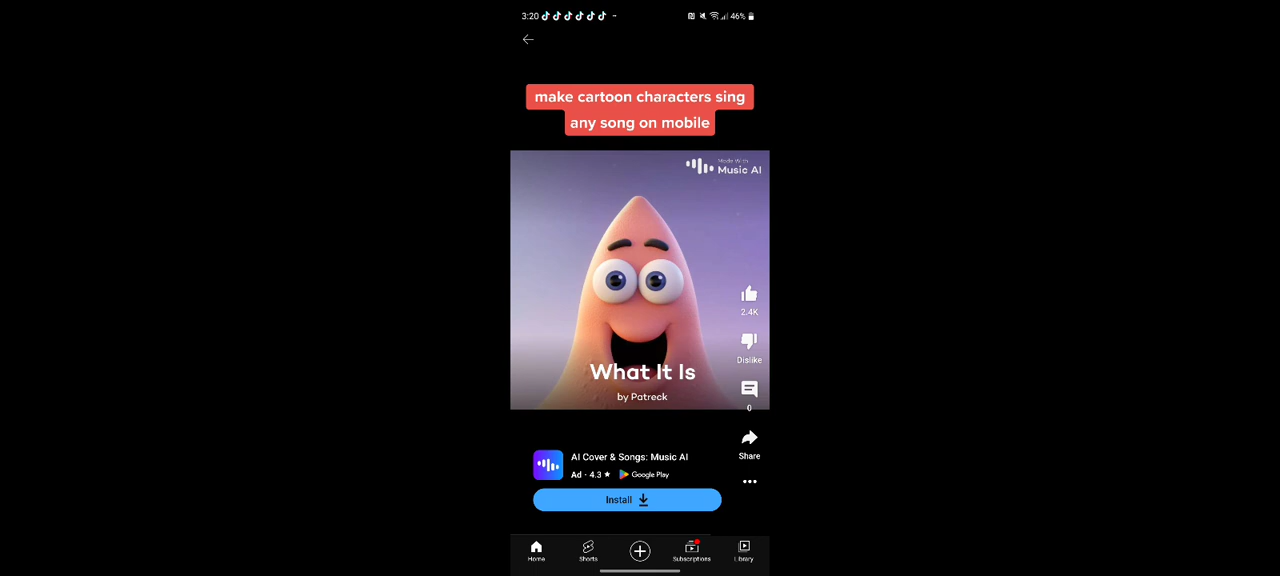 3:20
46%
make cartoon characters sing
any song on mobile
Made With
Music AI
2.4K
Dislike
What It Is
by Patreck
0
Share
AI Cover & Songs: Music AI
Ad · 4.3 ★ Google Play
Install
Home
Shorts
Subscriptions
Library